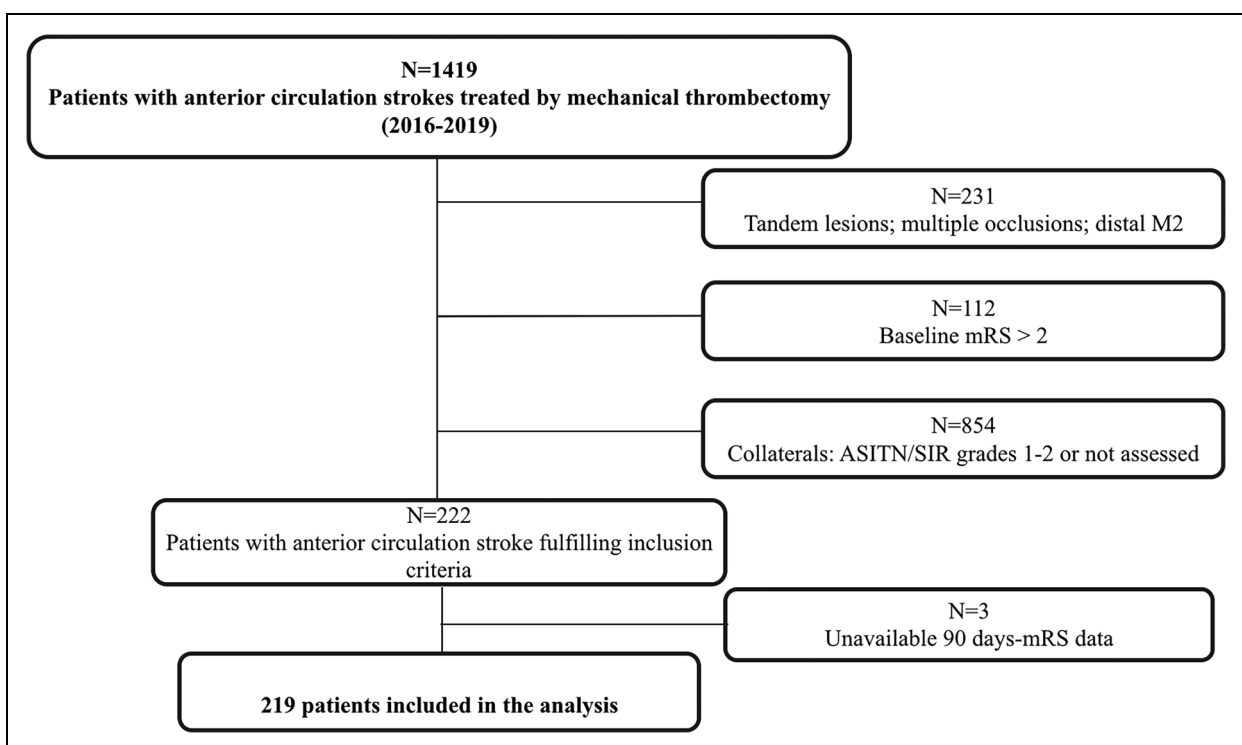 N=1419
Patients with anterior circulation strokes treated by mechanical thrombectomy
(2016-2019)
N=231
Tandem lesions; multiple occlusions; distal M2
N=112
Baseline mRS > 2
N=854
Collaterals: ASITN/SIR grades 1-2 or not assessed
N=222
Patients with anterior circulation stroke fulfilling inclusion
criteria
N=3
Unavailable 90 days-mRS data
219 patients included in the analysis